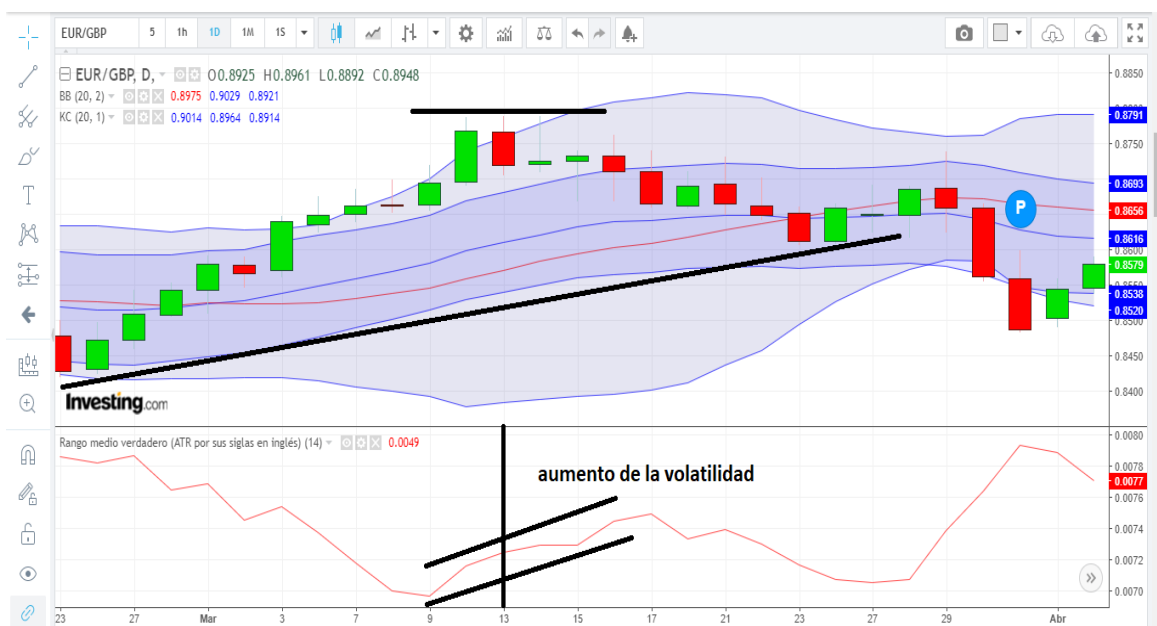 EUR/GBP 5 1h 1D 1M 1S
EUR/GBP, D, O0.8925 H0.8961 L0.8892 C0.8948
BB (20, 2) 0.8975 0.9029 0.8921
KC (20, 1) 0.9014 0.8964 0.8914
0.8850
0.8791
0.8750
0.8693
0.8656
0.8616
0.8600
0.8579
0.8550
0.8538
0.8520
0.8500
0.8450
0.8400
P
Investing.com
Rango medio verdadero (ATR por sus siglas en inglés) (14) 0.0049
aumento de la volatilidad
0.0080
0.0078
0.0077
0.0076
0.0074
0.0072
0.0070
23 27 Mar 3 7 9 13 15 17 21 23 27 29 Abr